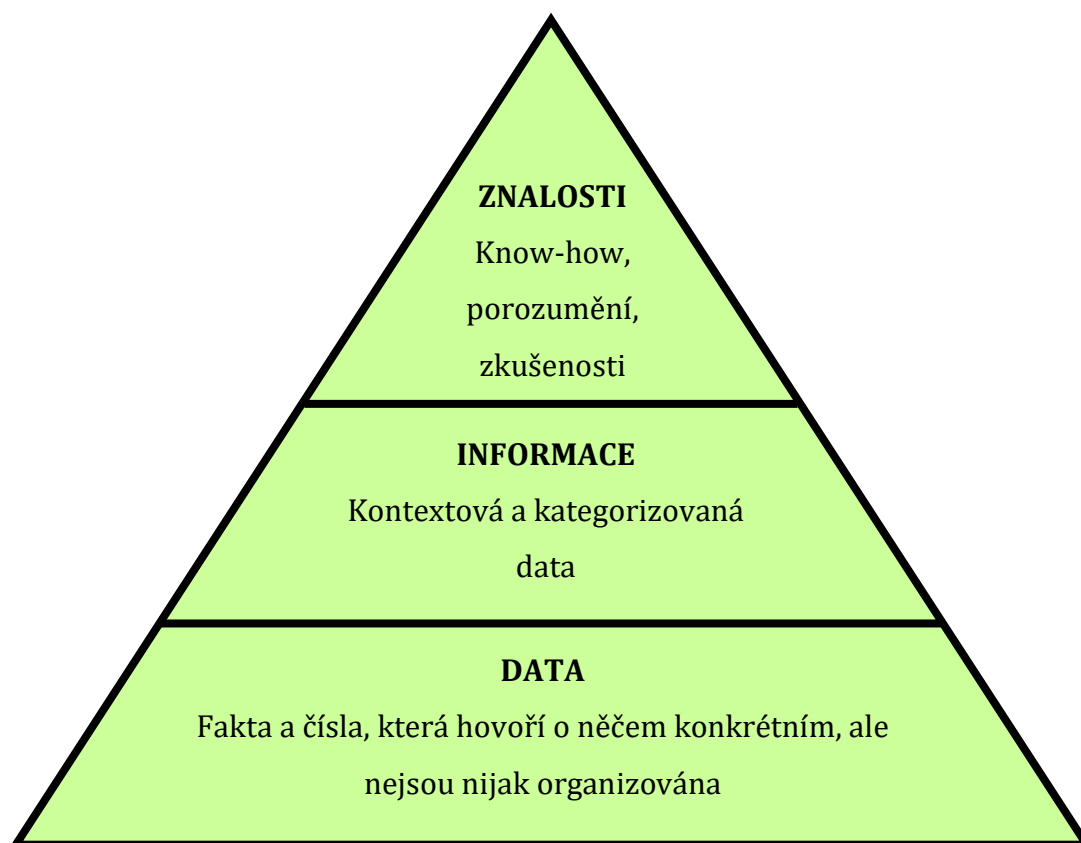 ZNALOSTI
Know-how,
porozumění,
zkušenosti
INFORMACE
Kontextová a kategorizovaná
data
DATA
Fakta a čísla, která hovoří o něčem konkrétním, ale
nejsou nijak organizována